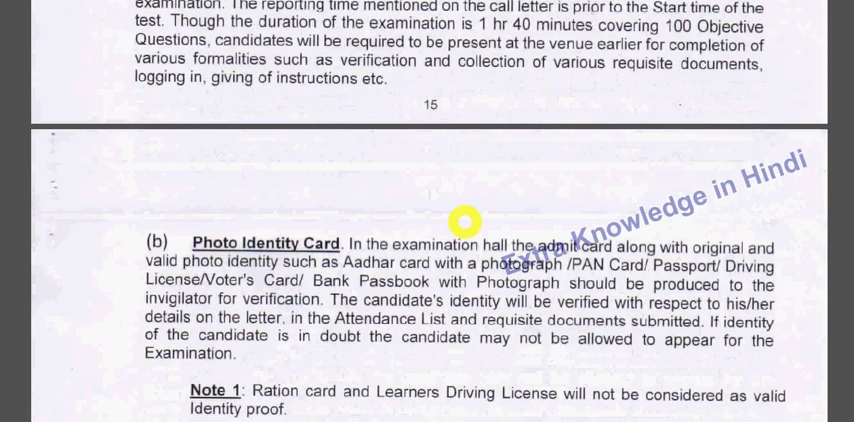 examination. The reporting time mentioned on the call letter is prior to the Start time of the
test. Though the duration of the examination is 1 hr 40 minutes covering 100 Objective
Questions, candidates will be required to be present at the venue earlier for completion of
various formalities such as verification and collection of various requisite documents,
logging in, giving of instructions etc.
15
Extra Knowledge in Hindi
(b) Photo Identity Card. In the examination hall the admit card along with original and
valid photo identity such as Aadhar card with a photograph /PAN Card/ Passport/ Driving
License/Voter's Card/ Bank Passbook with Photograph should be produced to the
invigilator for verification. The candidate's identity will be verified with respect to his/her
details on the letter, in the Attendance List and requisite documents submitted. If identity
of the candidate is in doubt the candidate may not be allowed to appear for the
Examination.
Note 1: Ration card and Learners Driving License will not be considered as valid
Identity proof.